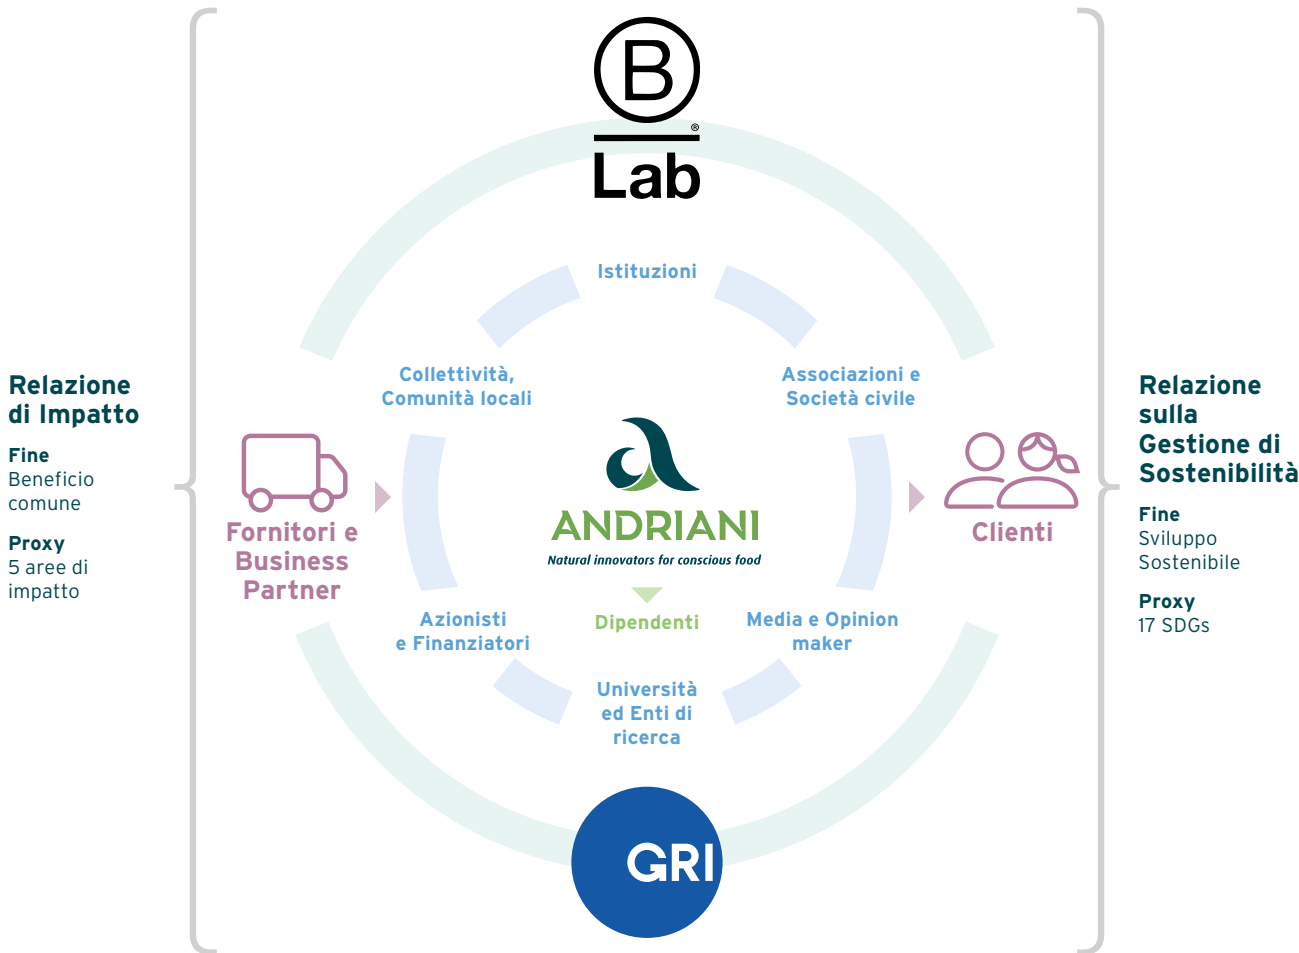 B
®
Lab
Istituzioni
Collettività,
Comunità locali
Associazioni e
Società civile
Relazione
di Impatto
Fine
Beneficio
comune
Proxy
5 aree di
impatto
Fornitori e
Business
Partner
ANDRIANI
Natural innovators for conscious food
Clienti
Relazione
sulla
Gestione di
Sostenibilità
Fine
Sviluppo
Sostenibile
Proxy
17 SDGs
Azionisti
e Finanziatori
Dipendenti
Media e Opinion
maker
Università
ed Enti di
ricerca
GRI